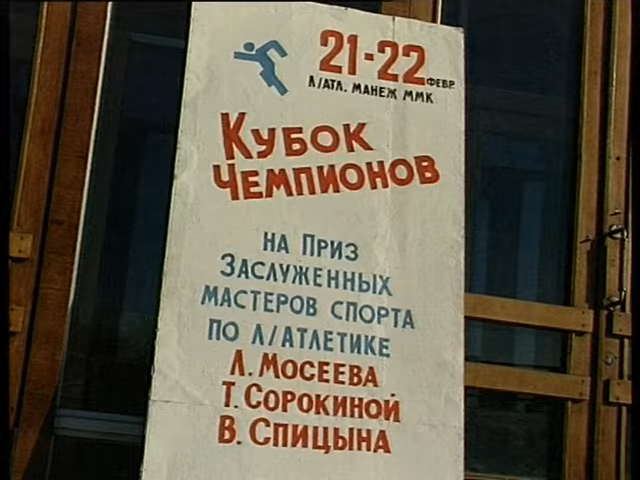 21-22 ФЕВР.
Л/АТЛ. МАНЕЖ ММК
КУБОК
ЧЕМПИОНОВ
НА ПРИЗ
ЗАСЛУЖЕННЫХ
МАСТЕРОВ СПОРТА
ПО Л/АТЛЕТИКЕ
Л. МОСЕЕВА
Т. СОРОКИНОЙ
В. СПИЦЫНА